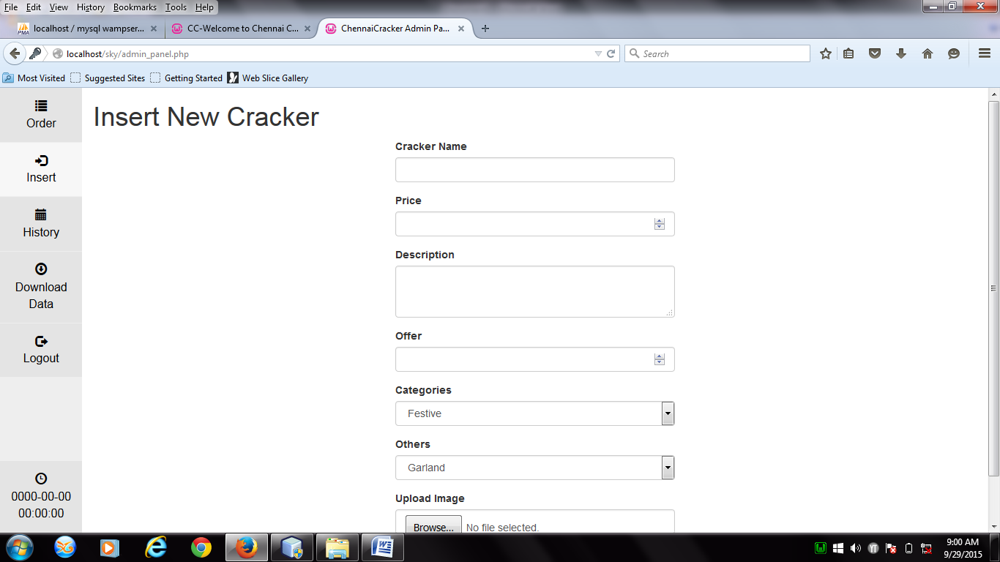 File Edit View History Bookmarks Tools Help
localhost / mysql wampser... CC-Welcome to Chennai C... ChennaiCracker Admin Pa...
localhost/sky/admin_panel.php Search
Most Visited Suggested Sites Getting Started Web Slice Gallery
Order
Insert
History
Download
Data
Logout
0000-00-00
00:00:00
Insert New Cracker
Cracker Name
Price
Description
Offer
Categories
Festive
Others
Garland
Upload Image
Browse... No file selected.
9:00 AM
9/29/2015